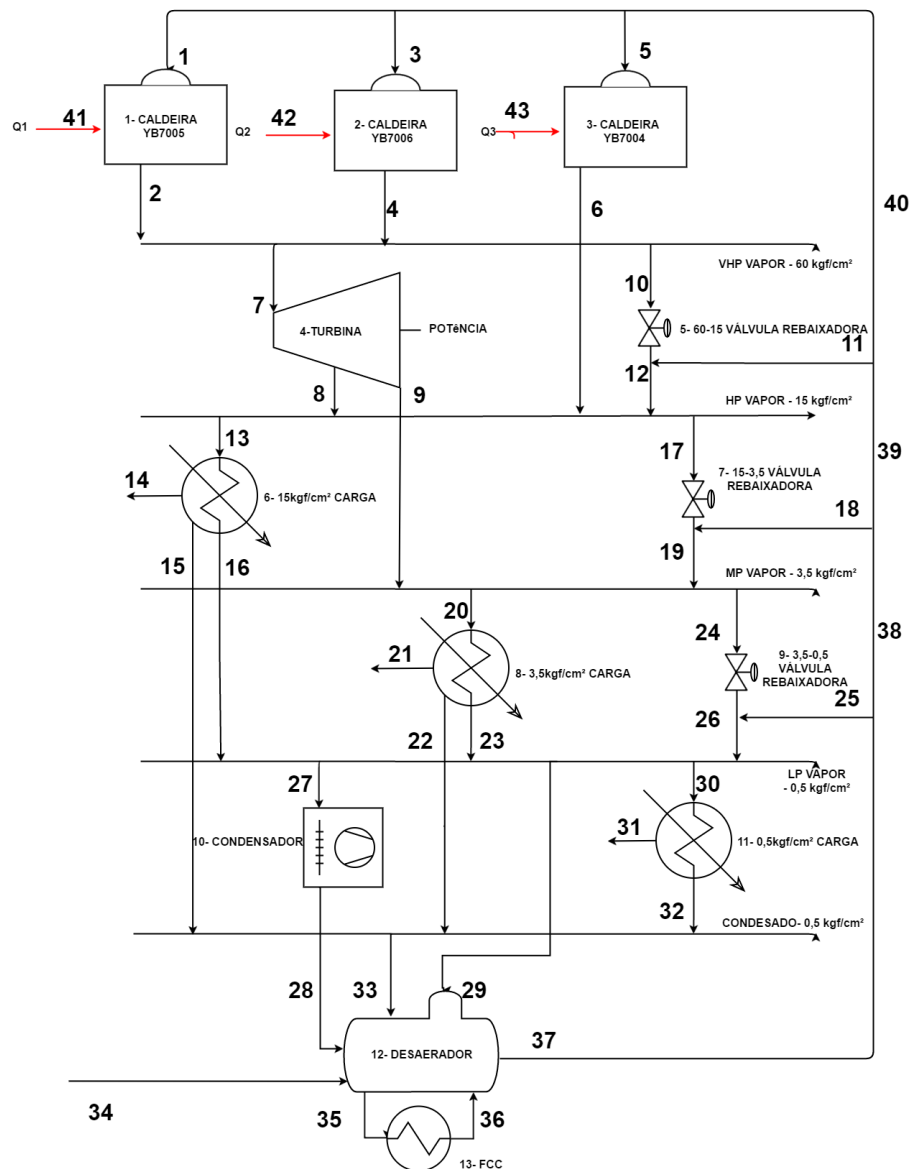 1
3
5
Q1
41
1- CALDEIRA
YB7005
Q2
42
2- CALDEIRA
YB7006
Q3
43
3- CALDEIRA
YB7004
2
4
6
40
VHP VAPOR - 60 kgf/cm²
7
10
4-TURBINA
POTêNCIA
5- 60-15 VÁLVULA REBAIXADORA
11
8
9
12
HP VAPOR - 15 kgf/cm²
13
17
39
14
6- 15kgf/cm² CARGA
7- 15-3,5 VÁLVULA
REBAIXADORA
18
15
16
19
MP VAPOR - 3,5 kgf/cm²
20
24
38
21
8- 3,5kgf/cm² CARGA
9- 3,5-0,5
VÁLVULA
REBAIXADORA
25
22
23
26
27
30
LP VAPOR
- 0,5 kgf/cm²
10- CONDENSADOR
31
11- 0,5kgf/cm² CARGA
32
CONDESADO- 0,5 kgf/cm²
28
33
29
12- DESAERADOR
37
34
35
36
13- FCC